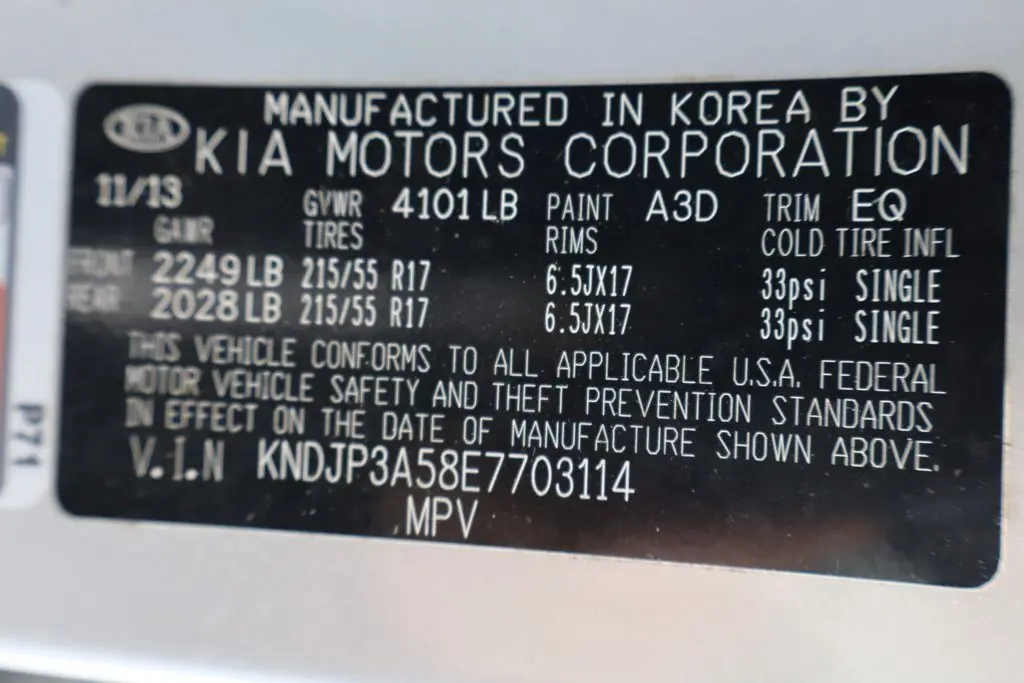 KIA
MANUFACTURED IN KOREA BY
KIA MOTORS CORPORATION
11/13 GVWR 4101 LB PAINT A3D TRIM EQ
GAWR TIRES RIMS COLD TIRE INFL
FRONT 2249 LB 215/55 R17 6.5JX17 33psi SINGLE
REAR 2028 LB 215/55 R17 6.5JX17 33psi SINGLE
THIS VEHICLE CONFORMS TO ALL APPLICABLE U.S.A. FEDERAL
MOTOR VEHICLE SAFETY AND THEFT PREVENTION STANDARDS
IN EFFECT ON THE DATE OF MANUFACTURE SHOWN ABOVE.
V.I.N KNDJP3A58E7703114
MPV
P71